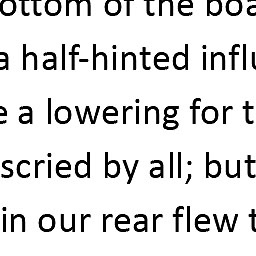 ottom of the boa
a half-hinted influ
e a lowering for t
scried by all; but
in our rear flew t